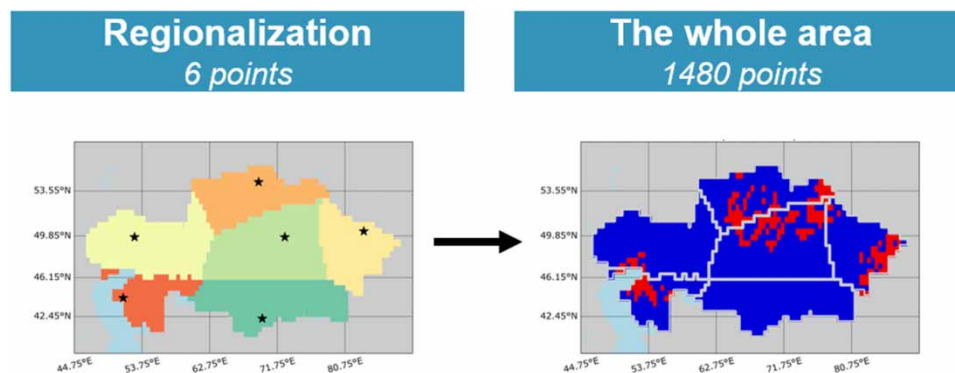 Regionalization
6 points
The whole area
1480 points
53.55°N
49.85°N
46.15°N
42.45°N
44.75°E
53.75°E
62.75°E
71.75°E
80.75°E
53.55°N
49.85°N
46.15°N
42.45°N
44.75°E
53.75°E
62.75°E
71.75°E
80.75°E